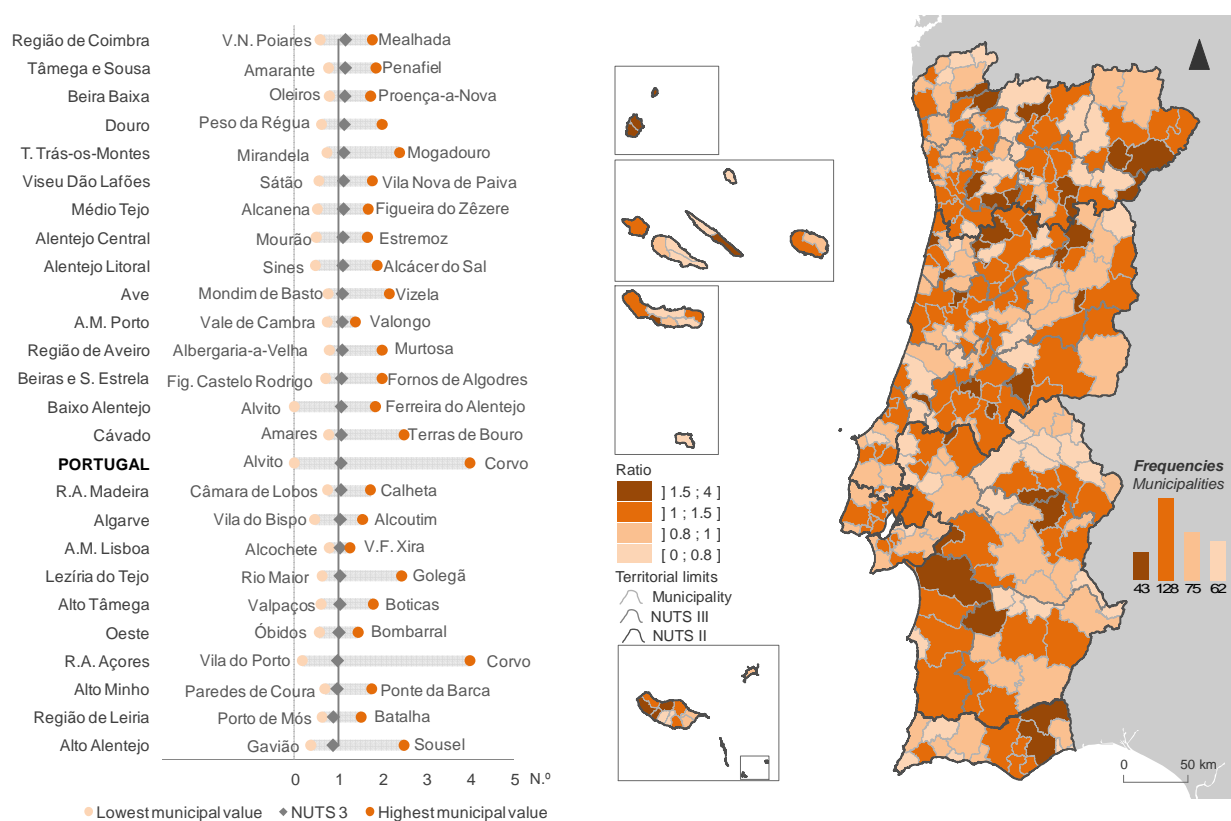 Região de Coimbra V.N. Poiares Mealhada
Tâmega e Sousa Amarante Penafiel
Beira Baixa Oleiros Proença-a-Nova
Douro Peso da Régua
T. Trás-os-Montes Mirandela Mogadouro
Viseu Dão Lafões Sátão Vila Nova de Paiva
Médio Tejo Alcanena Figueira do Zêzere
Alentejo Central Mourão Estremoz
Alentejo Litoral Sines Alcácer do Sal
Ave Mondim de Basto Vizela
A.M. Porto Vale de Cambra Valongo
Região de Aveiro Albergaria-a-Velha Murtosa
Beiras e S. Estrela Fig. Castelo Rodrigo Fornos de Algodres
Baixo Alentejo Alvito Ferreira do Alentejo
Cávado Amares Terras de Bouro
PORTUGAL Alvito Corvo
R.A. Madeira Câmara de Lobos Calheta
Algarve Vila do Bispo Alcoutim
A.M. Lisboa Alcochete V.F. Xira
Lezíria do Tejo Rio Maior Golegã
Alto Tâmega Valpaços Boticas
Oeste Óbidos Bombarral
R.A. Açores Vila do Porto Corvo
Alto Minho Paredes de Coura Ponte da Barca
Região de Leiria Porto de Mós Batalha
Alto Alentejo Gavião Sousel
0 1 2 3 4 5 N.º
Lowest municipal value NUTS 3 Highest municipal value
Ratio
] 1.5 ; 4 ]
] 1 ; 1.5 ]
] 0.8 ; 1 ]
[ 0 ; 0.8 ]
Territorial limits
Municipality
NUTS III
NUTS II
Frequencies
Municipalities
43 128 75 62
0 50 km